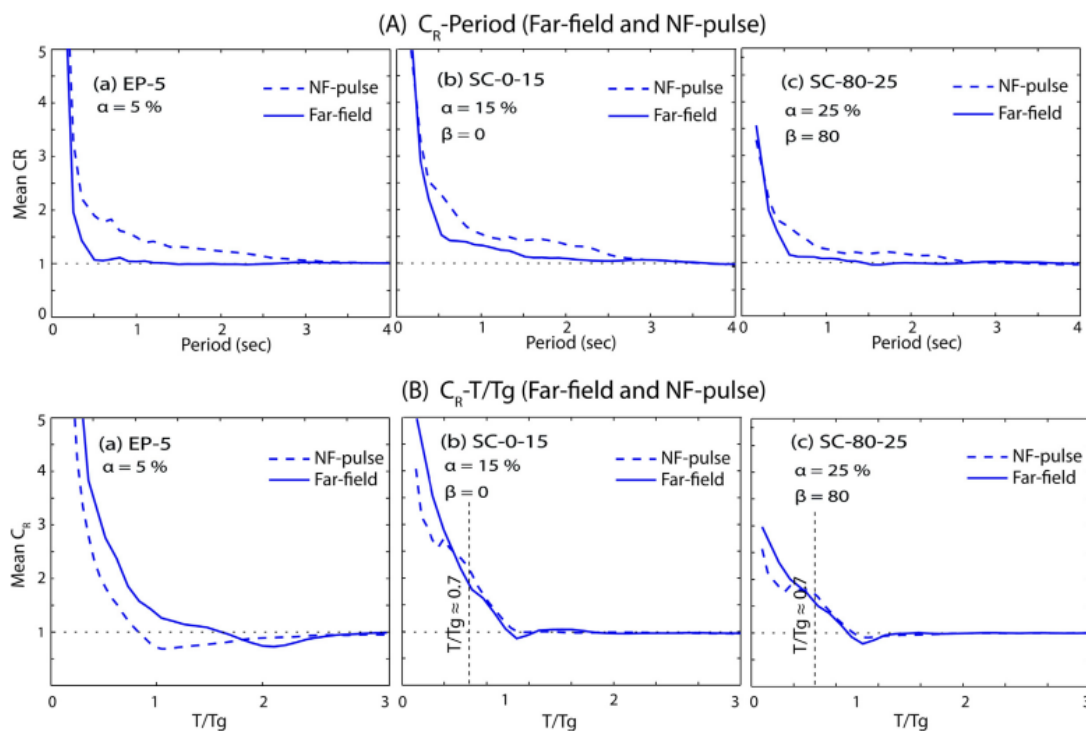 (A) C_R-Period (Far-field and NF-pulse)
(a) EP-5
α = 5 %
NF-pulse
Far-field
(b) SC-0-15
α = 15 %
β = 0
NF-pulse
Far-field
(c) SC-80-25
α = 25 %
β = 80
NF-pulse
Far-field
Mean CR
5
4
3
2
1
0
0 1 2 3 4
0 1 2 3 4
0 1 2 3 4
Period (sec)
Period (sec)
Period (sec)
(B) C_R-T/Tg (Far-field and NF-pulse)
(a) EP-5
α = 5 %
NF-pulse
Far-field
(b) SC-0-15
α = 15 %
β = 0
NF-pulse
Far-field
T/Tg ≈ 0.7
(c) SC-80-25
α = 25 %
β = 80
NF-pulse
Far-field
T/Tg ≈ 0.7
Mean C_R
5
4
3
2
1
0 1 2 3
0 1 2 3
0 1 2 3
T/Tg
T/Tg
T/Tg